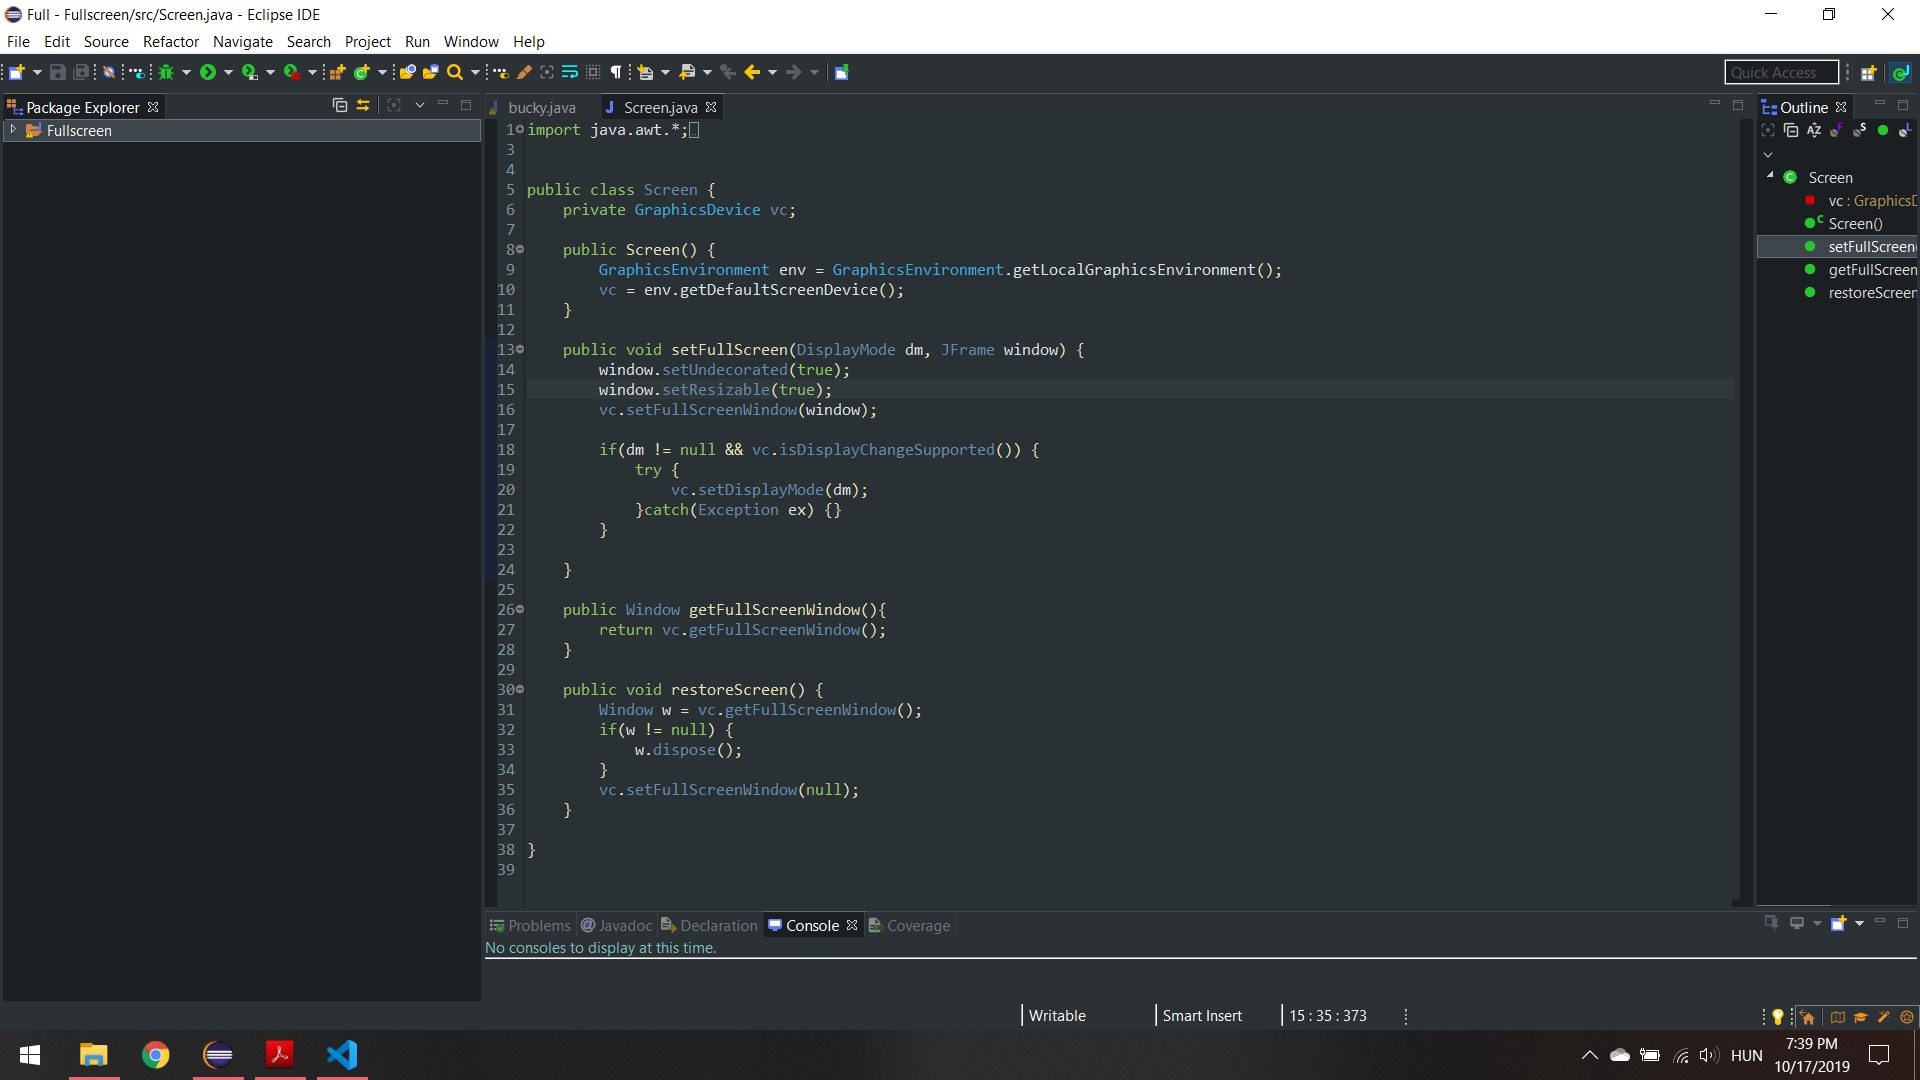 Full - Fullscreen/src/Screen.java - Eclipse IDE
File Edit Source Refactor Navigate Search Project Run Window Help
Quick Access
Package Explorer
Fullscreen
bucky.java
Screen.java
1 import java.awt.*;
3
4
5 public class Screen {
6     private GraphicsDevice vc;
7
8     public Screen() {
9         GraphicsEnvironment env = GraphicsEnvironment.getLocalGraphicsEnvironment();
10         vc = env.getDefaultScreenDevice();
11     }
12
13     public void setFullScreen(DisplayMode dm, JFrame window) {
14         window.setUndecorated(true);
15         window.setResizable(true);
16         vc.setFullScreenWindow(window);
17
18         if(dm != null && vc.isDisplayChangeSupported()) {
19             try {
20                 vc.setDisplayMode(dm);
21             }catch(Exception ex) {}
22         }
23
24     }
25
26     public Window getFullScreenWindow(){
27         return vc.getFullScreenWindow();
28     }
29
30     public void restoreScreen() {
31         Window w = vc.getFullScreenWindow();
32         if(w != null) {
33             w.dispose();
34         }
35         vc.setFullScreenWindow(null);
36     }
37
38 }
39
Outline
Screen
vc : GraphicsD
Screen()
setFullScreen(
getFullScreen
restoreScreen
Problems @ Javadoc Declaration Console Coverage
No consoles to display at this time.
Writable Smart Insert 15 : 35 : 373
HUN
7:39 PM
10/17/2019